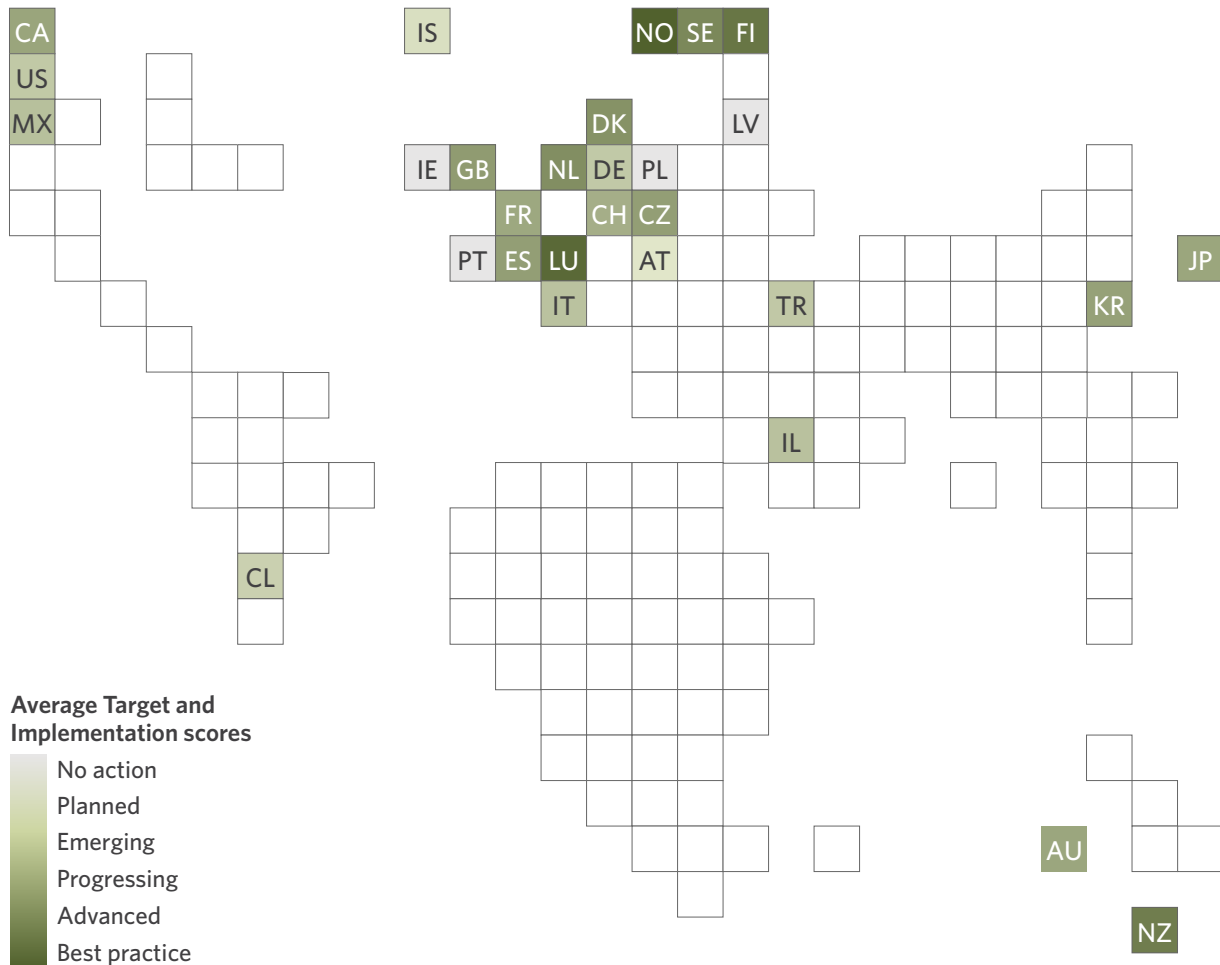 CA
IS
NO SE FI
US
MX
DK
LV
IE GB
NL DE PL
FR
CH CZ
PT ES LU
AT
JP
IT
TR
KR
IL
CL
Average Target and
Implementation scores
No action
Planned
Emerging
Progressing
Advanced
Best practice
AU
NZ